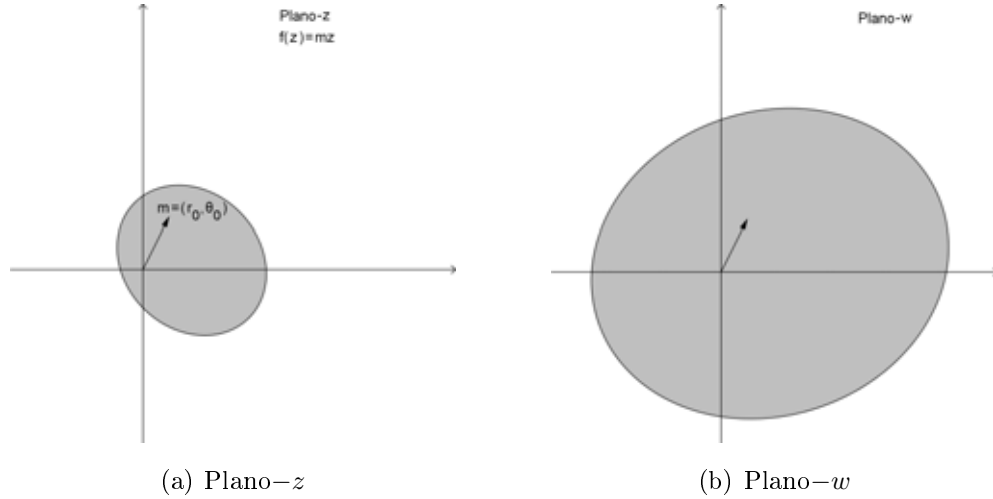 Plano-z
f(z)=mz
m=(r₀,θ₀)
Plano-w
(a) Plano−z
(b) Plano−w